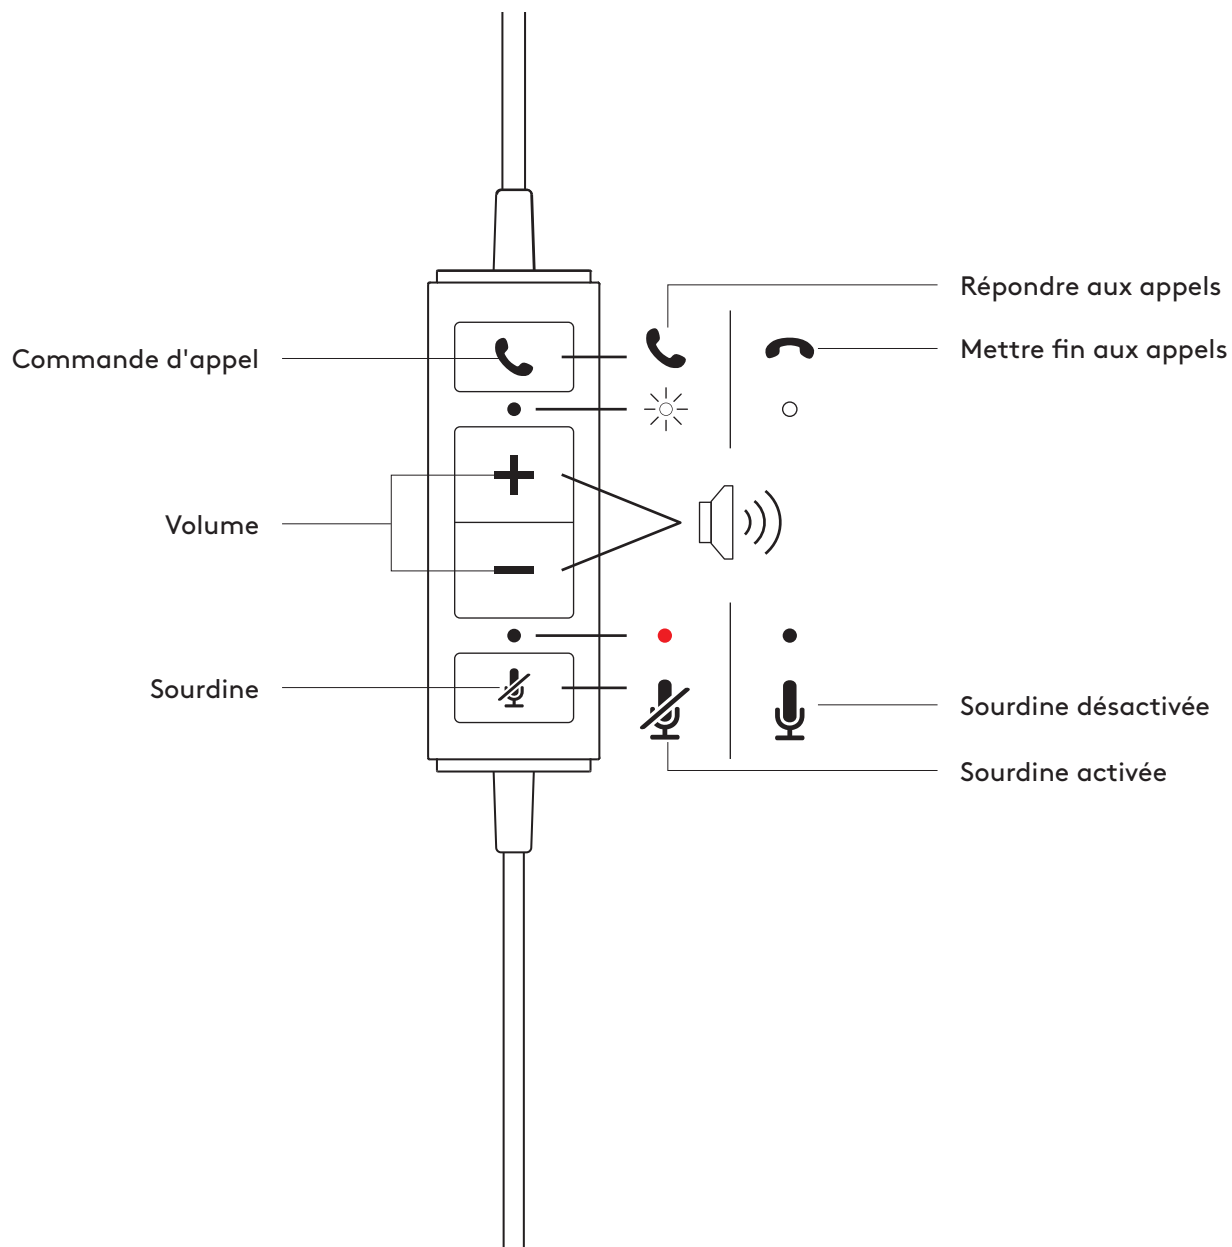 Répondre aux appels
Commande d'appel
Mettre fin aux appels
Volume
Sourdine
Sourdine désactivée
Sourdine activée